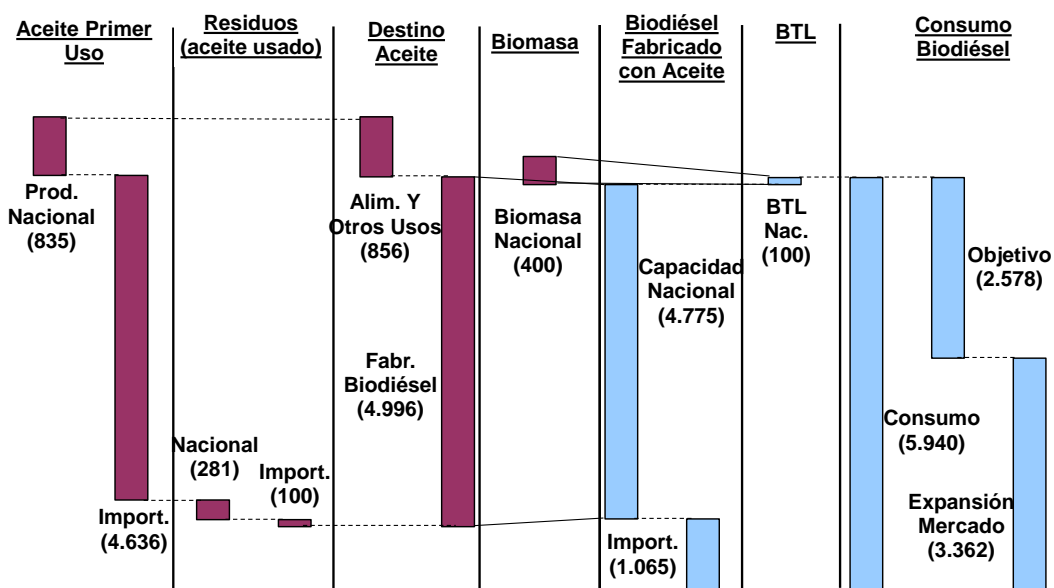 Aceite Primer
Uso
Residuos
(aceite usado)
Destino
Aceite
Biomasa
Biodiésel
Fabricado
con Aceite
BTL
Consumo
Biodiésel
Prod.
Nacional
(835)
Import.
(4.636)
Nacional
(281)
Import.
(100)
Alim. Y
Otros Usos
(856)
Fabr.
Biodiésel
(4.996)
Biomasa
Nacional
(400)
Capacidad
Nacional
(4.775)
Import.
(1.065)
BTL
Nac.
(100)
Consumo
(5.940)
Objetivo
(2.578)
Expansión
Mercado
(3.362)